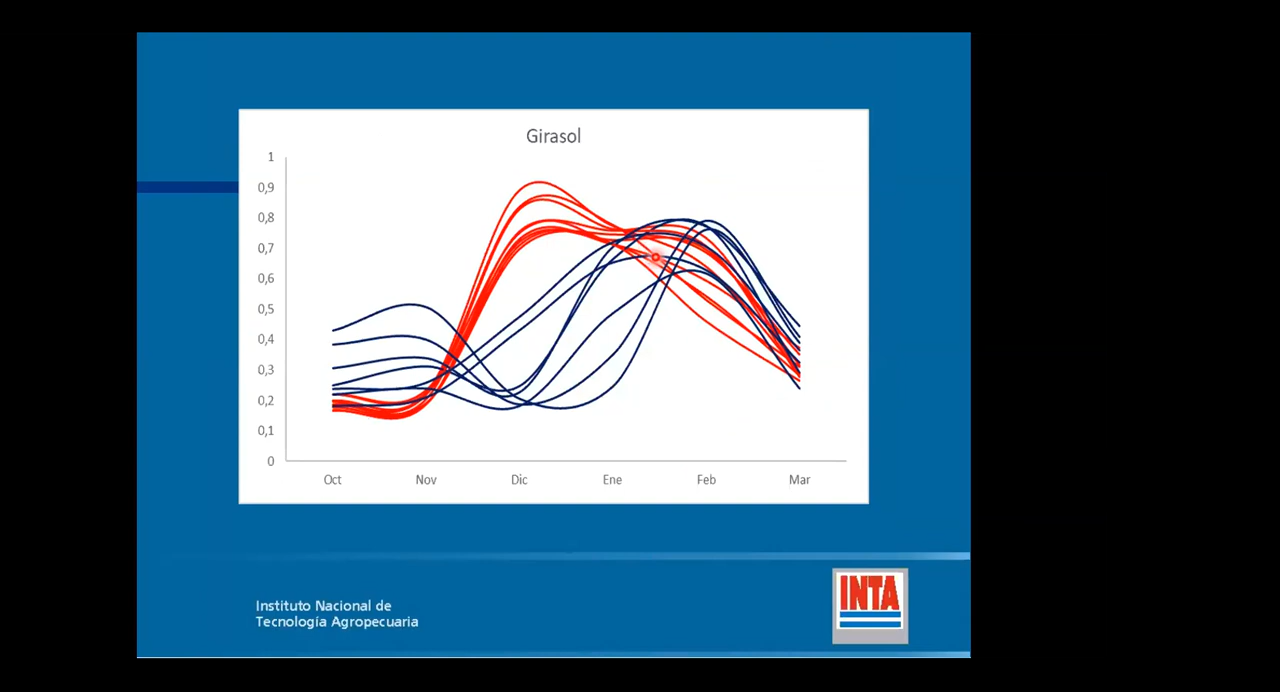 Girasol
1
0,9
0,8
0,7
0,6
0,5
0,4
0,3
0,2
0,1
0
Oct Nov Dic Ene Feb Mar
Instituto Nacional de
Tecnología Agropecuaria
INTA